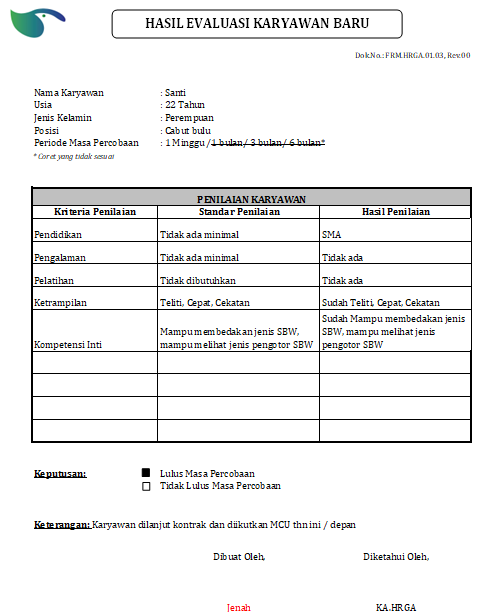 HASIL EVALUASI KARYAWAN BARU
Dok.No.: FRM.HRGA.01.03, Rev.00
Nama Karyawan : Santi
Usia : 22 Tahun
Jenis Kelamin : Perempuan
Posisi : Cabut bulu
Periode Masa Percobaan : 1 Minggu /1 bulan/ 3 bulan/ 6 bulan*
*Coret yang tidak sesuai
PENILAIAN KARYAWAN
Kriteria Penilaian Standar Penilaian Hasil Penilaian
Pendidikan Tidak ada minimal SMA
Pengalaman Tidak ada minimal Tidak ada
Pelatihan Tidak dibutuhkan Tidak ada
Ketrampilan Teliti, Cepat, Cekatan Sudah Teliti, Cepat, Cekatan
Kompetensi Inti Mampu membedakan jenis SBW, mampu melihat jenis pengotor SBW Sudah Mampu membedakan jenis SBW, mampu melihat jenis pengotor SBW
Keputusan: ■ Lulus Masa Percobaan
□ Tidak Lulus Masa Percobaan
Keterangan: Karyawan dilanjut kontrak dan diikutkan MCU thn ini / depan
Dibuat Oleh, Diketahui Oleh,
Jenah KA.HRGA